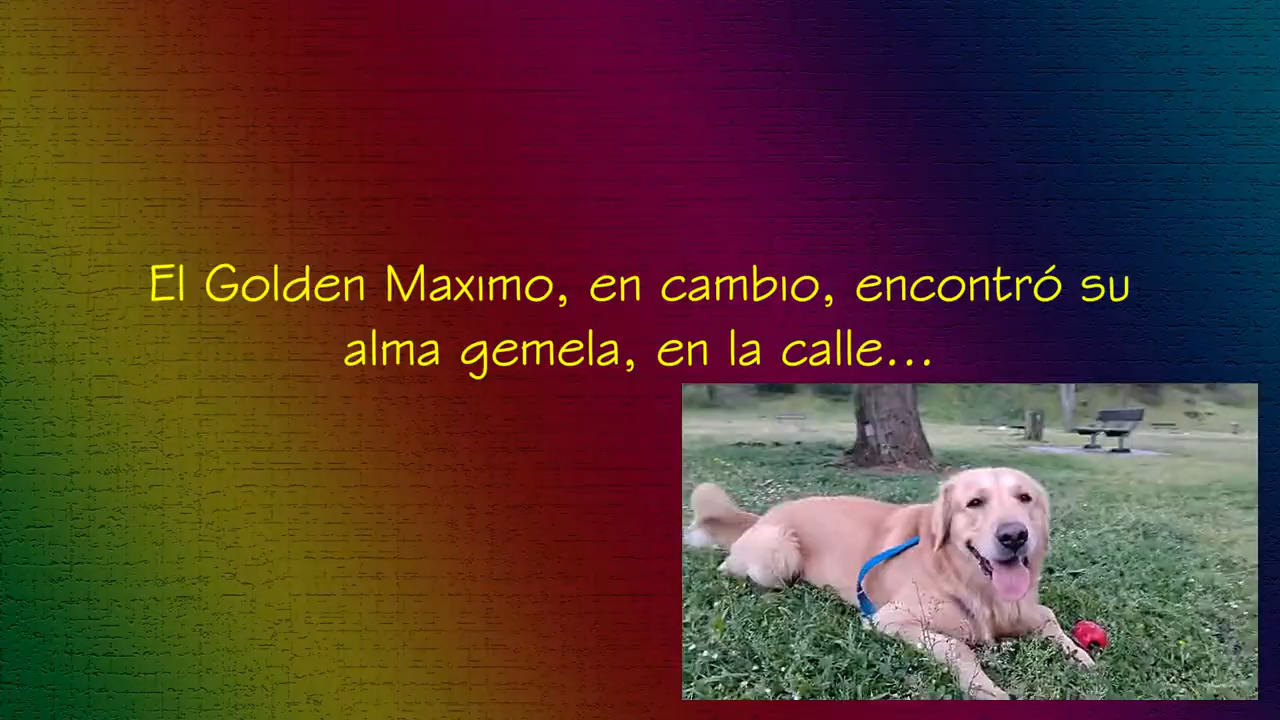 El Golden Maximo, en cambio, encontró su
alma gemela, en la calle...